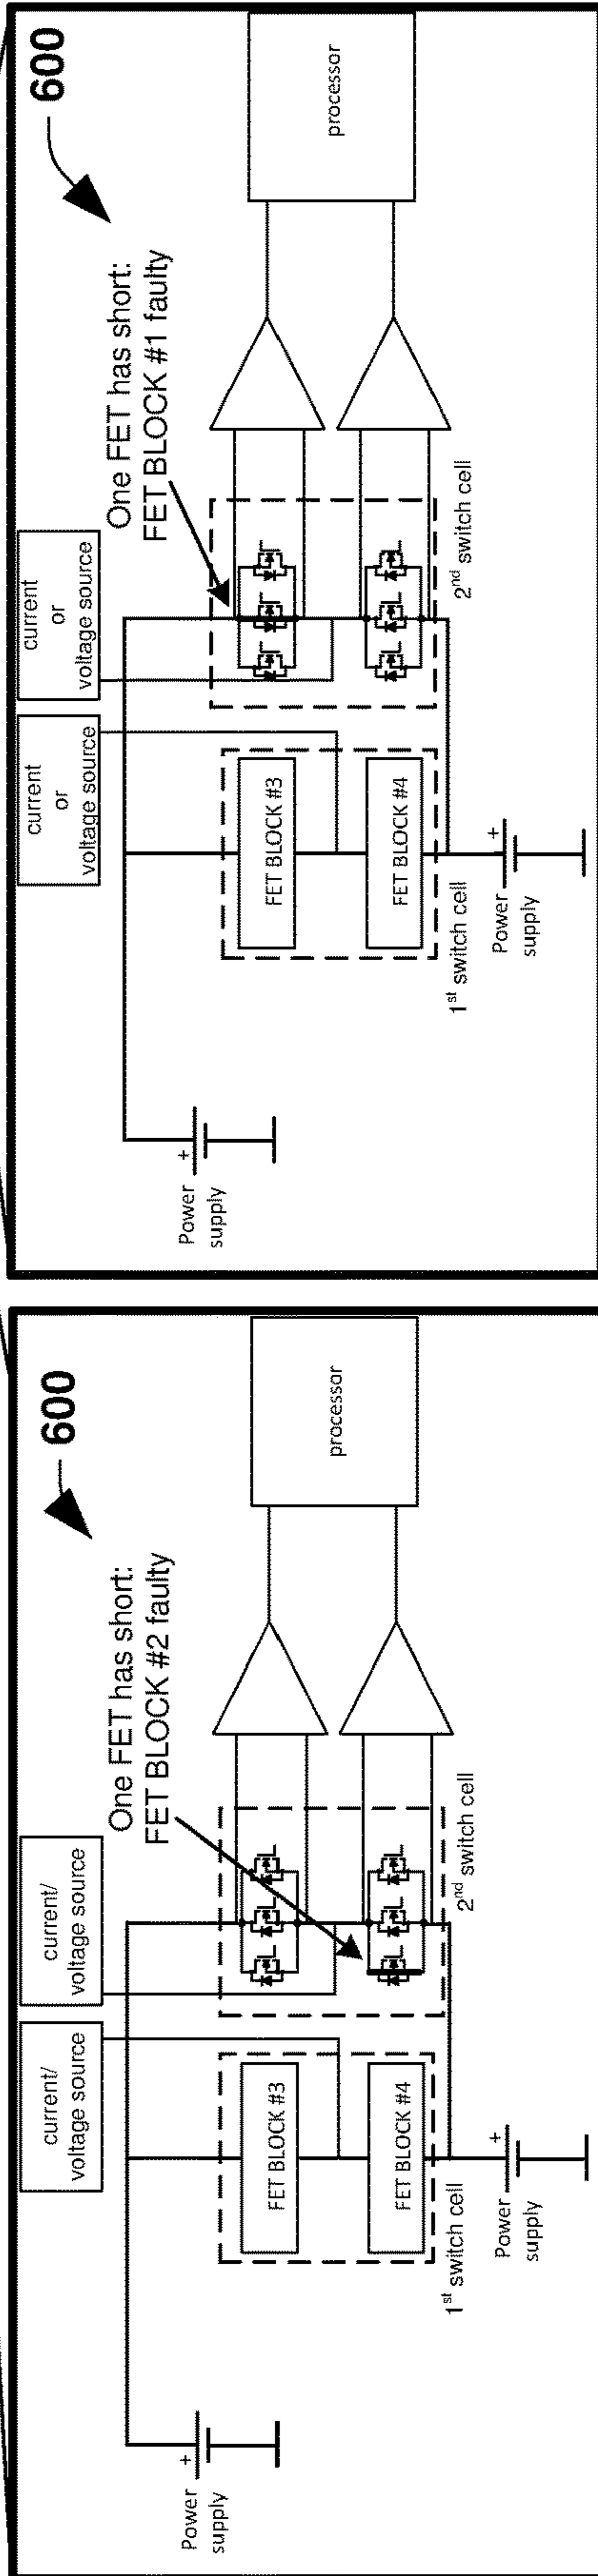 600
One FET has short:
FET BLOCK #2 faulty
current/
voltage source
current/
voltage source
processor
FET BLOCK #3
FET BLOCK #4
1st switch cell
2nd switch cell
+
Power
supply
+
Power
supply
600
One FET has short:
FET BLOCK #1 faulty
current
or
voltage source
current
or
voltage source
processor
FET BLOCK #3
FET BLOCK #4
1st switch cell
2nd switch cell
+
Power
supply
+
Power
supply